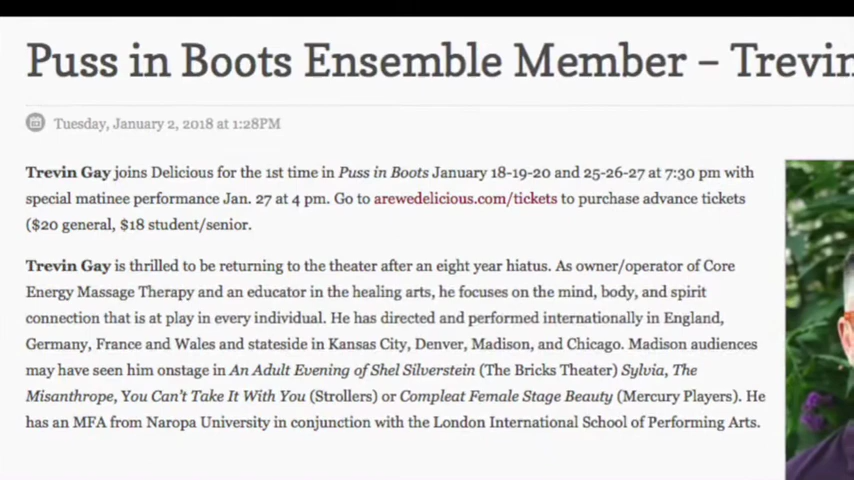 Puss in Boots Ensemble Member – Trevin
Tuesday, January 2, 2018 at 1:28PM
Trevin Gay joins Delicious for the 1st time in Puss in Boots January 18-19-20 and 25-26-27 at 7:30 pm with
special matinee performance Jan. 27 at 4 pm. Go to arewedelicious.com/tickets to purchase advance tickets
($20 general, $18 student/senior.
Trevin Gay is thrilled to be returning to the theater after an eight year hiatus. As owner/operator of Core
Energy Massage Therapy and an educator in the healing arts, he focuses on the mind, body, and spirit
connection that is at play in every individual. He has directed and performed internationally in England,
Germany, France and Wales and stateside in Kansas City, Denver, Madison, and Chicago. Madison audiences
may have seen him onstage in An Adult Evening of Shel Silverstein (The Bricks Theater) Sylvia, The
Misanthrope, You Can't Take It With You (Strollers) or Compleat Female Stage Beauty (Mercury Players). He
has an MFA from Naropa University in conjunction with the London International School of Performing Arts.